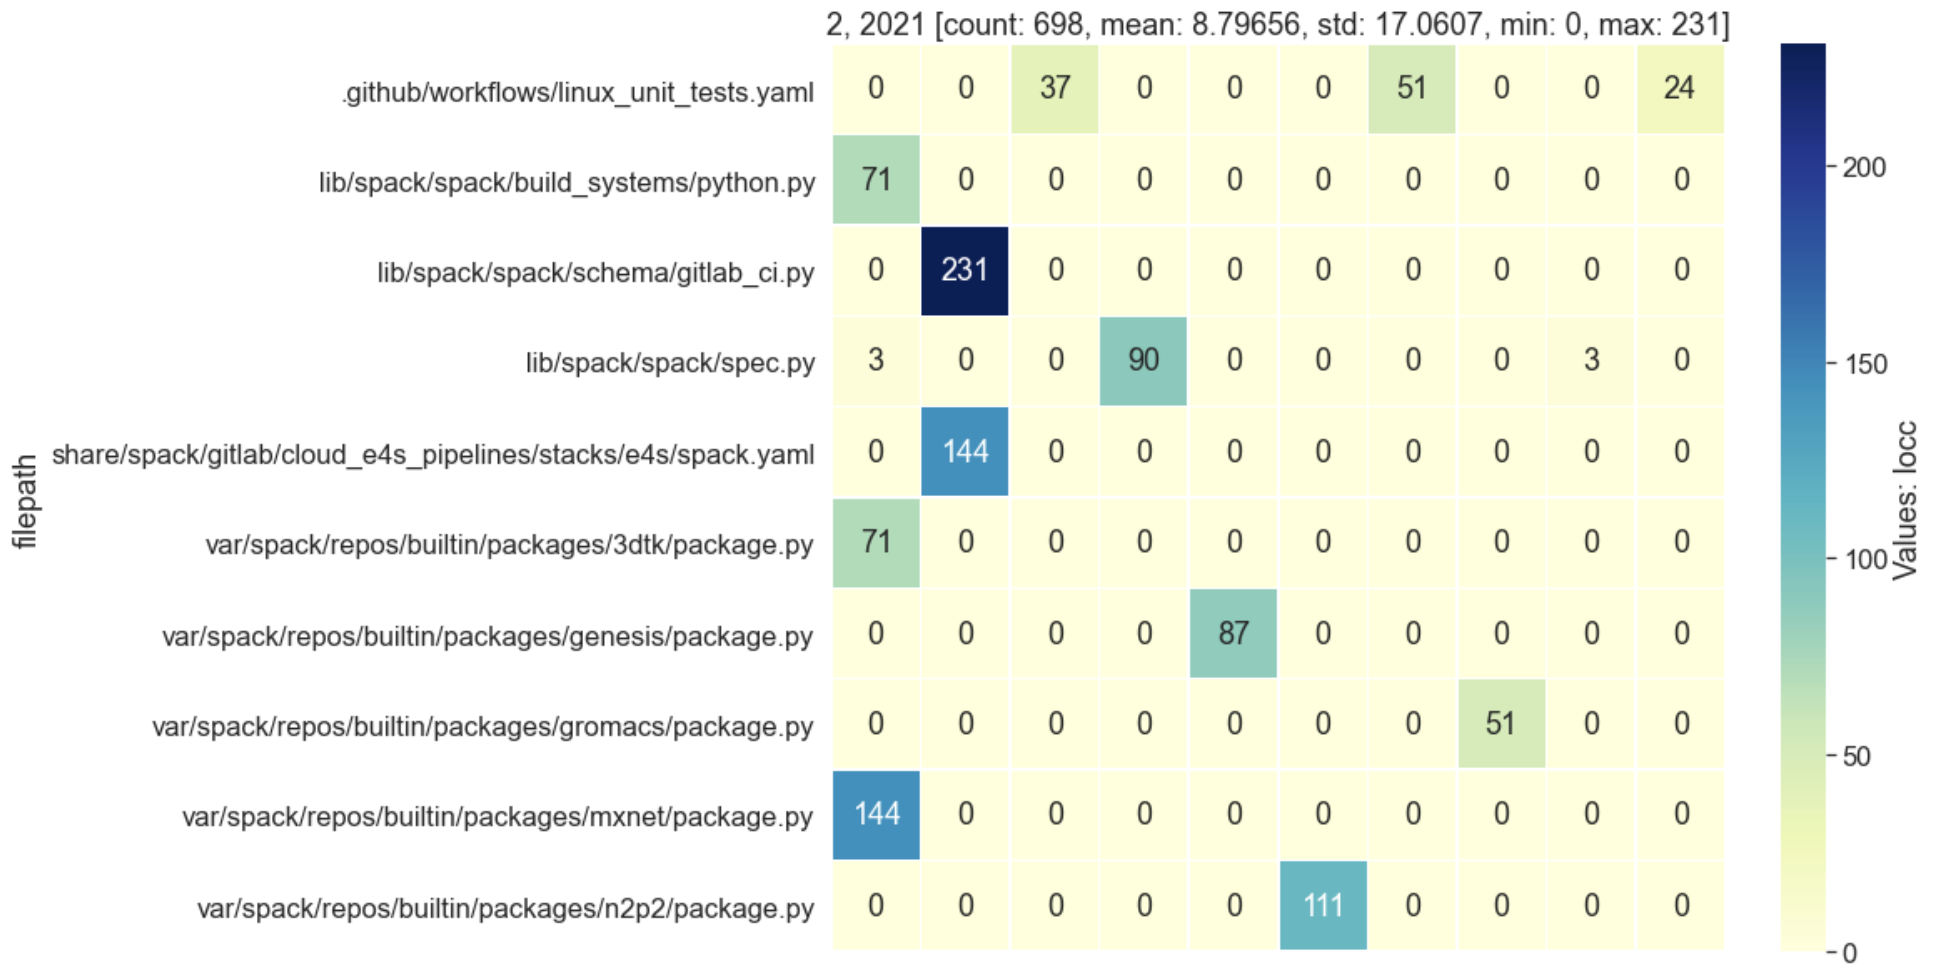 2, 2021 [count: 698, mean: 8.79656, std: 17.0607, min: 0, max: 231]
.github/workflows/linux_unit_tests.yaml 0 0 37 0 0 0 51 0 0 24
lib/spack/spack/build_systems/python.py 71 0 0 0 0 0 0 0 0 0
lib/spack/spack/schema/gitlab_ci.py 0 231 0 0 0 0 0 0 0 0
lib/spack/spack/spec.py 3 0 0 90 0 0 0 0 3 0
share/spack/gitlab/cloud_e4s_pipelines/stacks/e4s/spack.yaml 0 144 0 0 0 0 0 0 0 0
var/spack/repos/builtin/packages/3dtk/package.py 71 0 0 0 0 0 0 0 0 0
var/spack/repos/builtin/packages/genesis/package.py 0 0 0 0 87 0 0 0 0 0
var/spack/repos/builtin/packages/gromacs/package.py 0 0 0 0 0 0 0 51 0 0
var/spack/repos/builtin/packages/mxnet/package.py 144 0 0 0 0 0 0 0 0 0
var/spack/repos/builtin/packages/n2p2/package.py 0 0 0 0 0 111 0 0 0 0
filepath
200
150
100
50
0
Values: locc